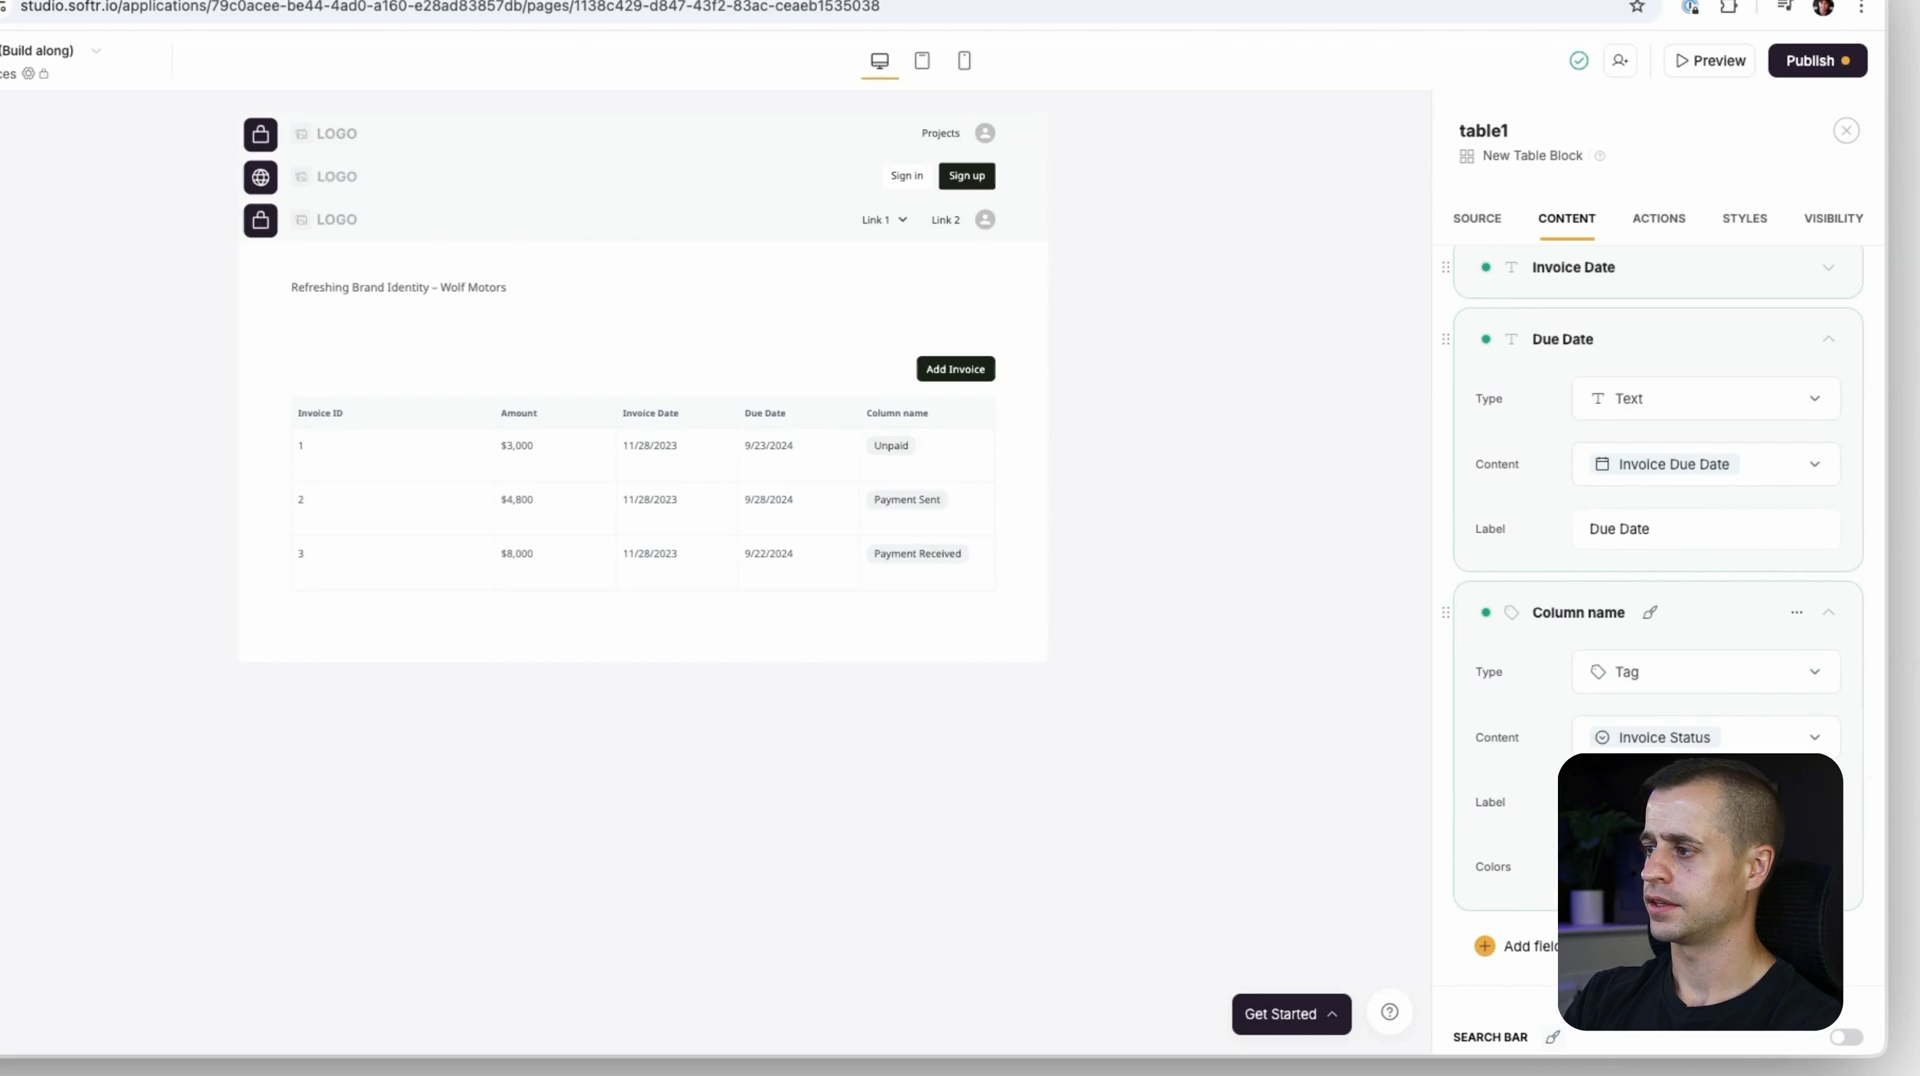 studio.softr.io/applications/79c0acee-be44-4ad0-a160-e28ad83857db/pages/1138c429-d847-43f2-83ac-ceaeb1535038
(Build along)
ces
Preview
Publish
LOGO
Projects
LOGO
Sign in
Sign up
LOGO
Link 1
Link 2
Refreshing Brand Identity – Wolf Motors
Add Invoice
Invoice ID Amount Invoice Date Due Date Column name
1 $3,000 11/28/2023 9/23/2024 Unpaid
2 $4,800 11/28/2023 9/28/2024 Payment Sent
3 $8,000 11/28/2023 9/22/2024 Payment Received
Get Started
table1
New Table Block
SOURCE CONTENT ACTIONS STYLES VISIBILITY
Invoice Date
Due Date
Type Text
Content Invoice Due Date
Label Due Date
Column name
Type Tag
Content Invoice Status
Label
Colors
Add field
SEARCH BAR